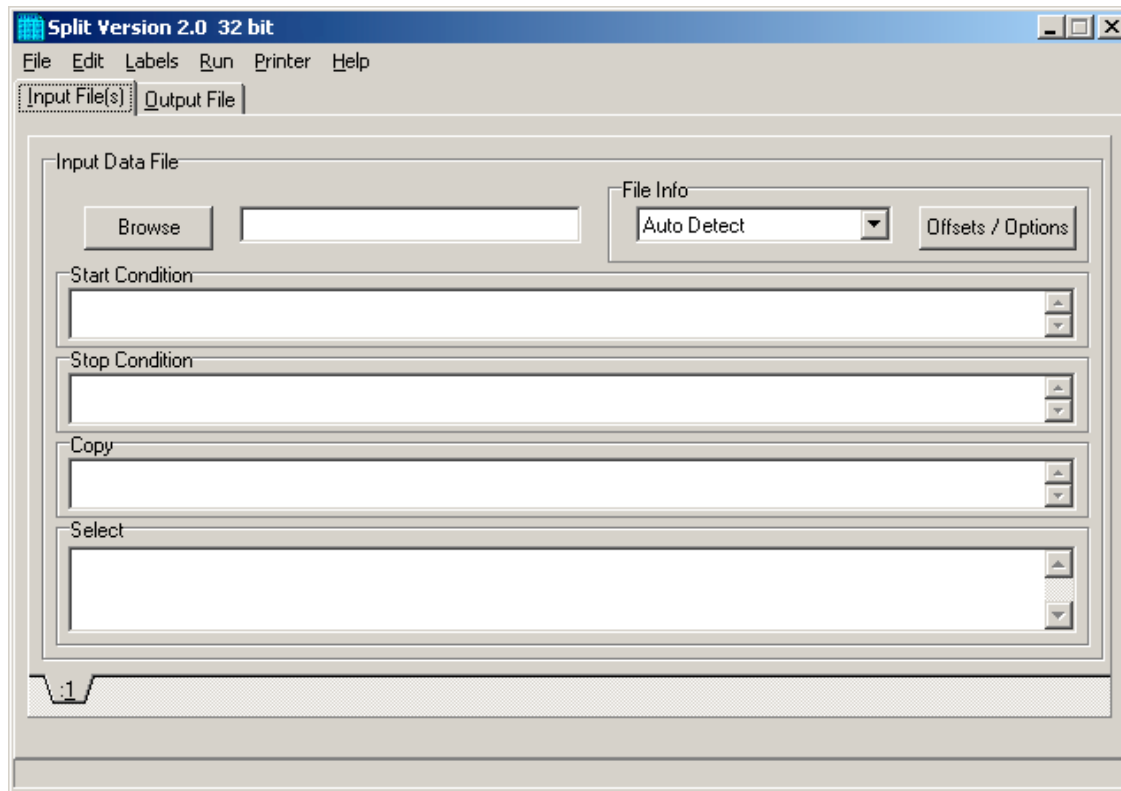 Split Version 2.0  32 bit
File Edit Labels Run Printer Help
Input File(s) Output File
Input Data File
File Info
Browse Auto Detect Offsets / Options
Start Condition
Stop Condition
Copy
Select
:1